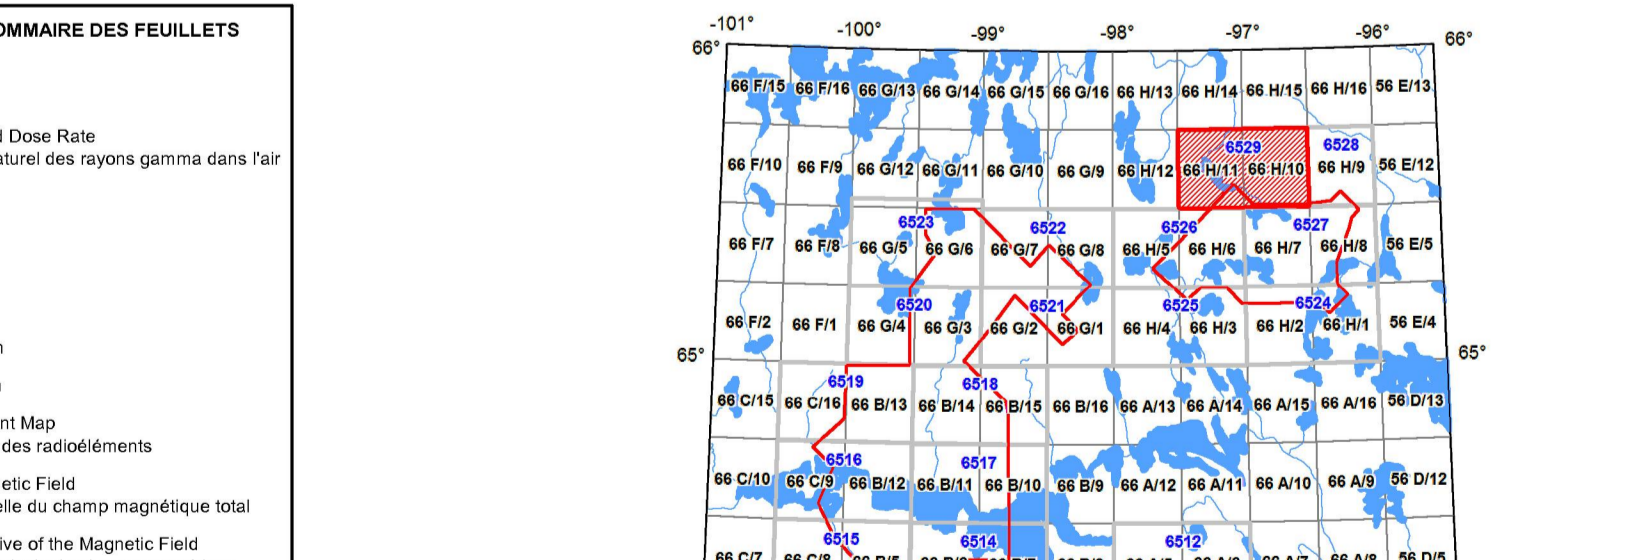 OMMAIRE DES FEUILLETS
Dose Rate
aturel des rayons gamma dans l'air
nt Map
des radioéléments
etic Field
elle du champ magnétique total
ive of the Magnetic Field
-101° -100° -99° -98° -97° -96°
66° 66°
66 F/15 66 F/16 66 G/13 66 G/14 66 G/15 66 G/16 66 H/13 66 H/14 66 H/15 66 H/16 56 E/13
6529 6528
66 F/10 66 F/9 66 G/12 66 G/11 66 G/10 66 G/9 66 H/12 66 H/11 66 H/10 66 H/9 56 E/12
6523 6522 6526 6527
66 F/7 66 F/8 66 G/5 66 G/6 66 G/7 66 G/8 66 H/5 66 H/6 66 H/7 66 H/8 56 E/5
6520 6521 6525 6524
66 F/2 66 F/1 66 G/4 66 G/3 66 G/2 66 G/1 66 H/4 66 H/3 66 H/2 66 H/1 56 E/4
65° 65°
6519 6518
66 C/15 66 C/16 66 B/13 66 B/14 66 B/15 66 B/16 66 A/13 66 A/14 66 A/15 66 A/16 56 D/13
6516 6517
66 C/10 66 C/9 66 B/12 66 B/11 66 B/10 66 B/9 66 A/12 66 A/11 66 A/10 66 A/9 56 D/12
6515 6514 6512
66 C/7 66 C/8 66 B/5